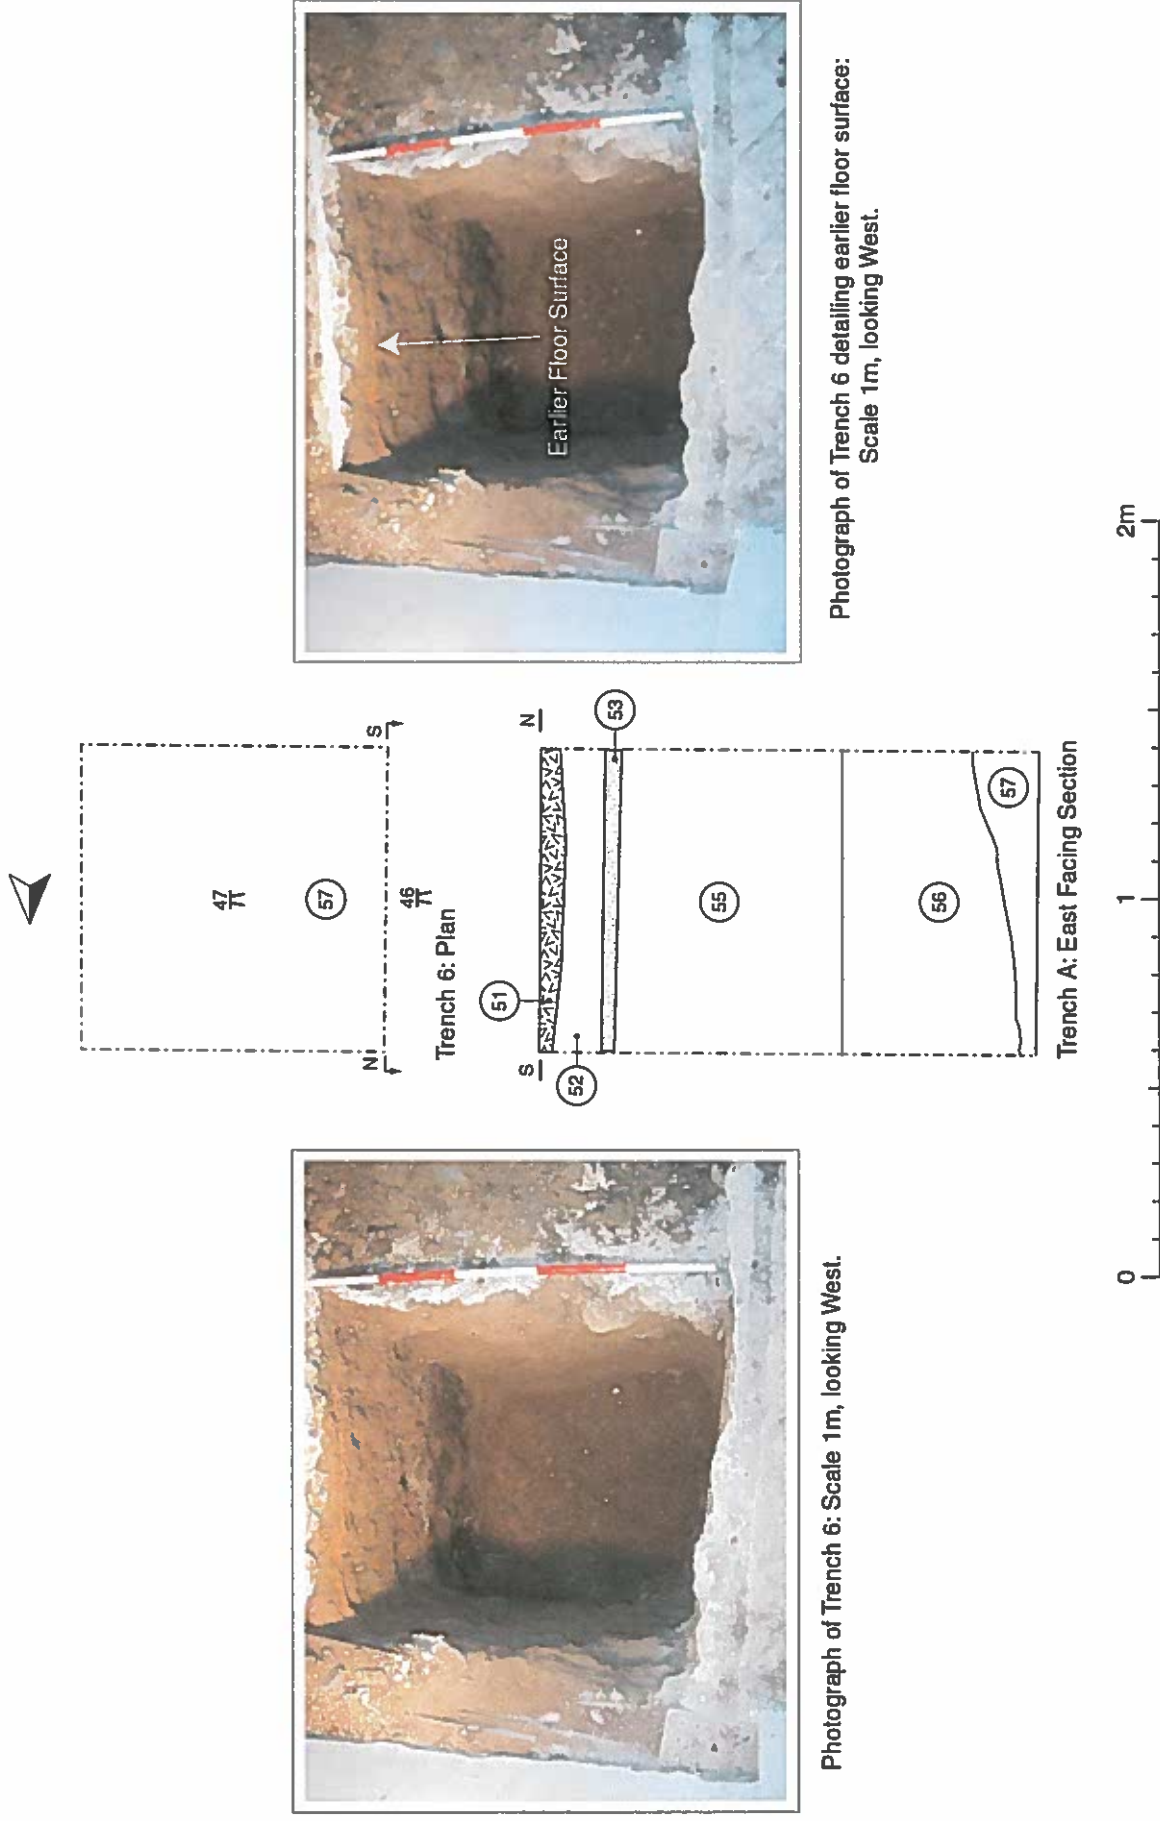 Photograph of Trench 6: Scale 1m, looking West.
47
57
46
N
S
Trench 6: Plan
51
S
N
52
53
55
56
57
Trench A: East Facing Section
Earlier Floor Surface
Photograph of Trench 6 detailing earlier floor surface:
Scale 1m, looking West.
0
1
2m